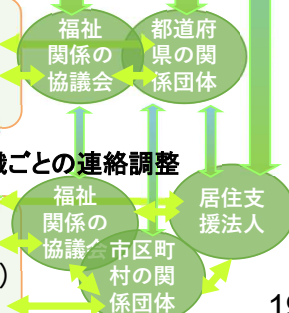 福祉
関係の
協議会
都道府
県の関
係団体
ごとの連絡調整
福祉
関係の
協議会
居住支
援法人
市区町
村の関
係団体
)
19